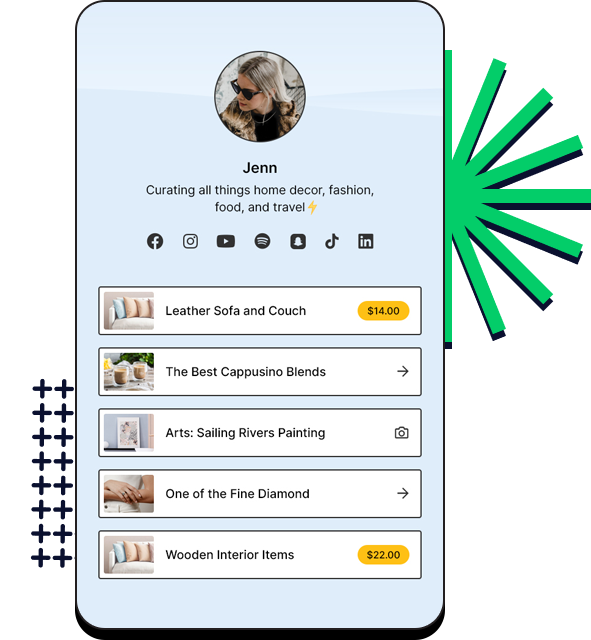 Jenn
Curating all things home decor, fashion,
food, and travel⚡
Leather Sofa and Couch $14.00
The Best Cappusino Blends
Arts: Sailing Rivers Painting
One of the Fine Diamond
Wooden Interior Items $22.00